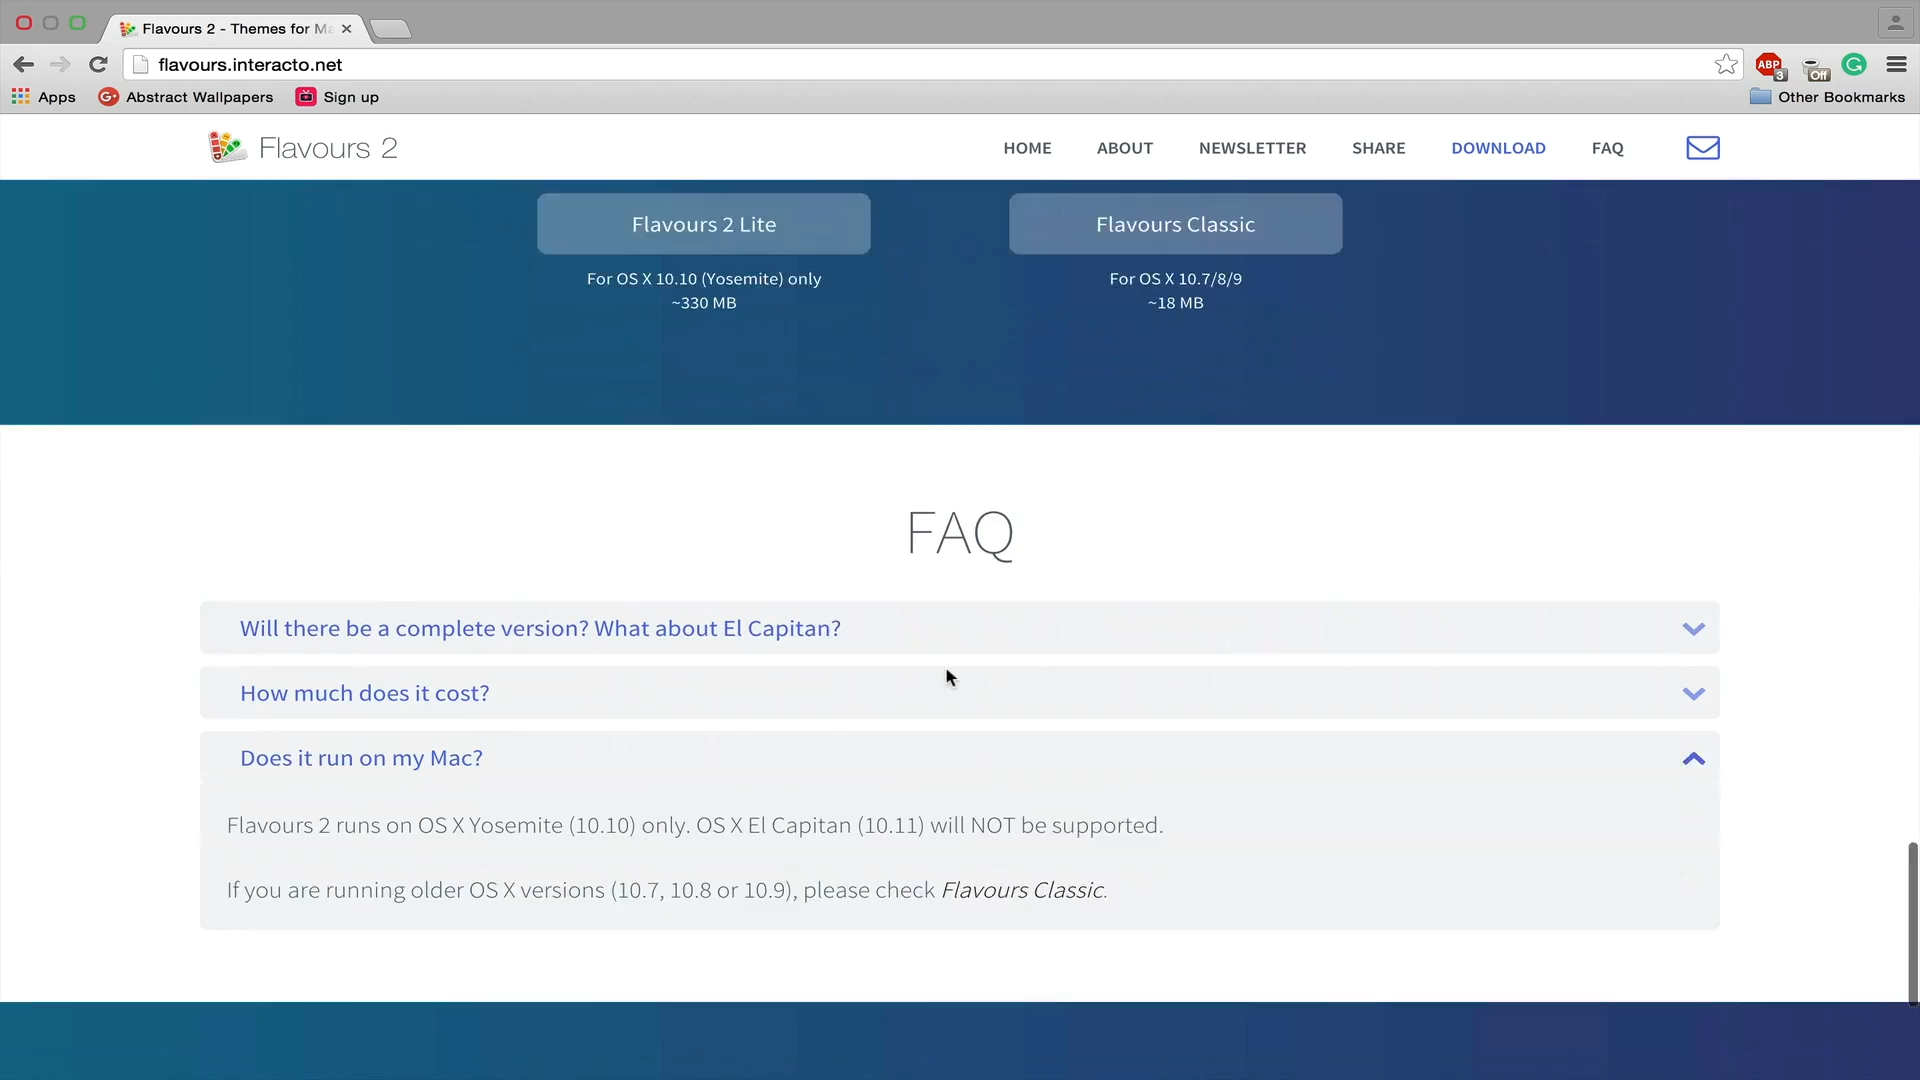 Flavours 2 - Themes for Ma
flavours.interacto.net
ABP
3
Off
Apps
Abstract Wallpapers
Sign up
Other Bookmarks
Flavours 2
HOME
ABOUT
NEWSLETTER
SHARE
DOWNLOAD
FAQ
Flavours 2 Lite
Flavours Classic
For OS X 10.10 (Yosemite) only
~330 MB
For OS X 10.7/8/9
~18 MB
FAQ
Will there be a complete version? What about El Capitan?
How much does it cost?
Does it run on my Mac?
Flavours 2 runs on OS X Yosemite (10.10) only. OS X El Capitan (10.11) will NOT be supported.
If you are running older OS X versions (10.7, 10.8 or 10.9), please check Flavours Classic.